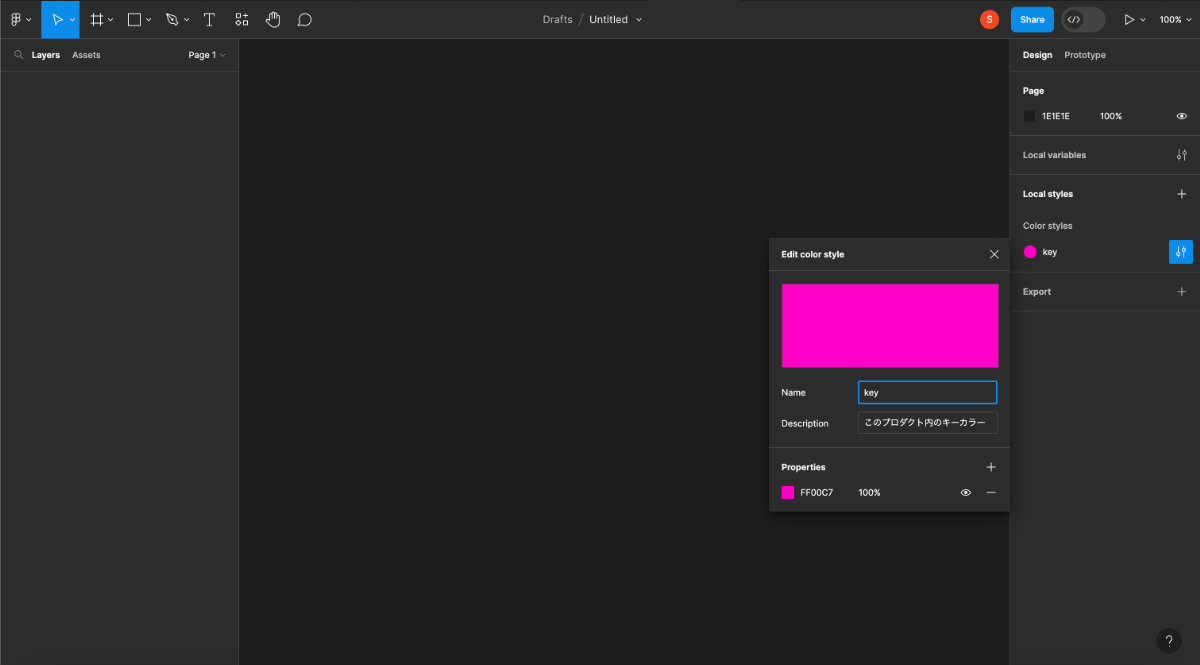 Drafts / Untitled
S
Share
100%
Layers
Assets
Page 1
Design
Prototype
Page
1E1E1E
100%
Local variables
Local styles
Color styles
key
Export
Edit color style
Name
key
Description
このプロダクト内のキーカラー
Properties
FF00C7
100%
?